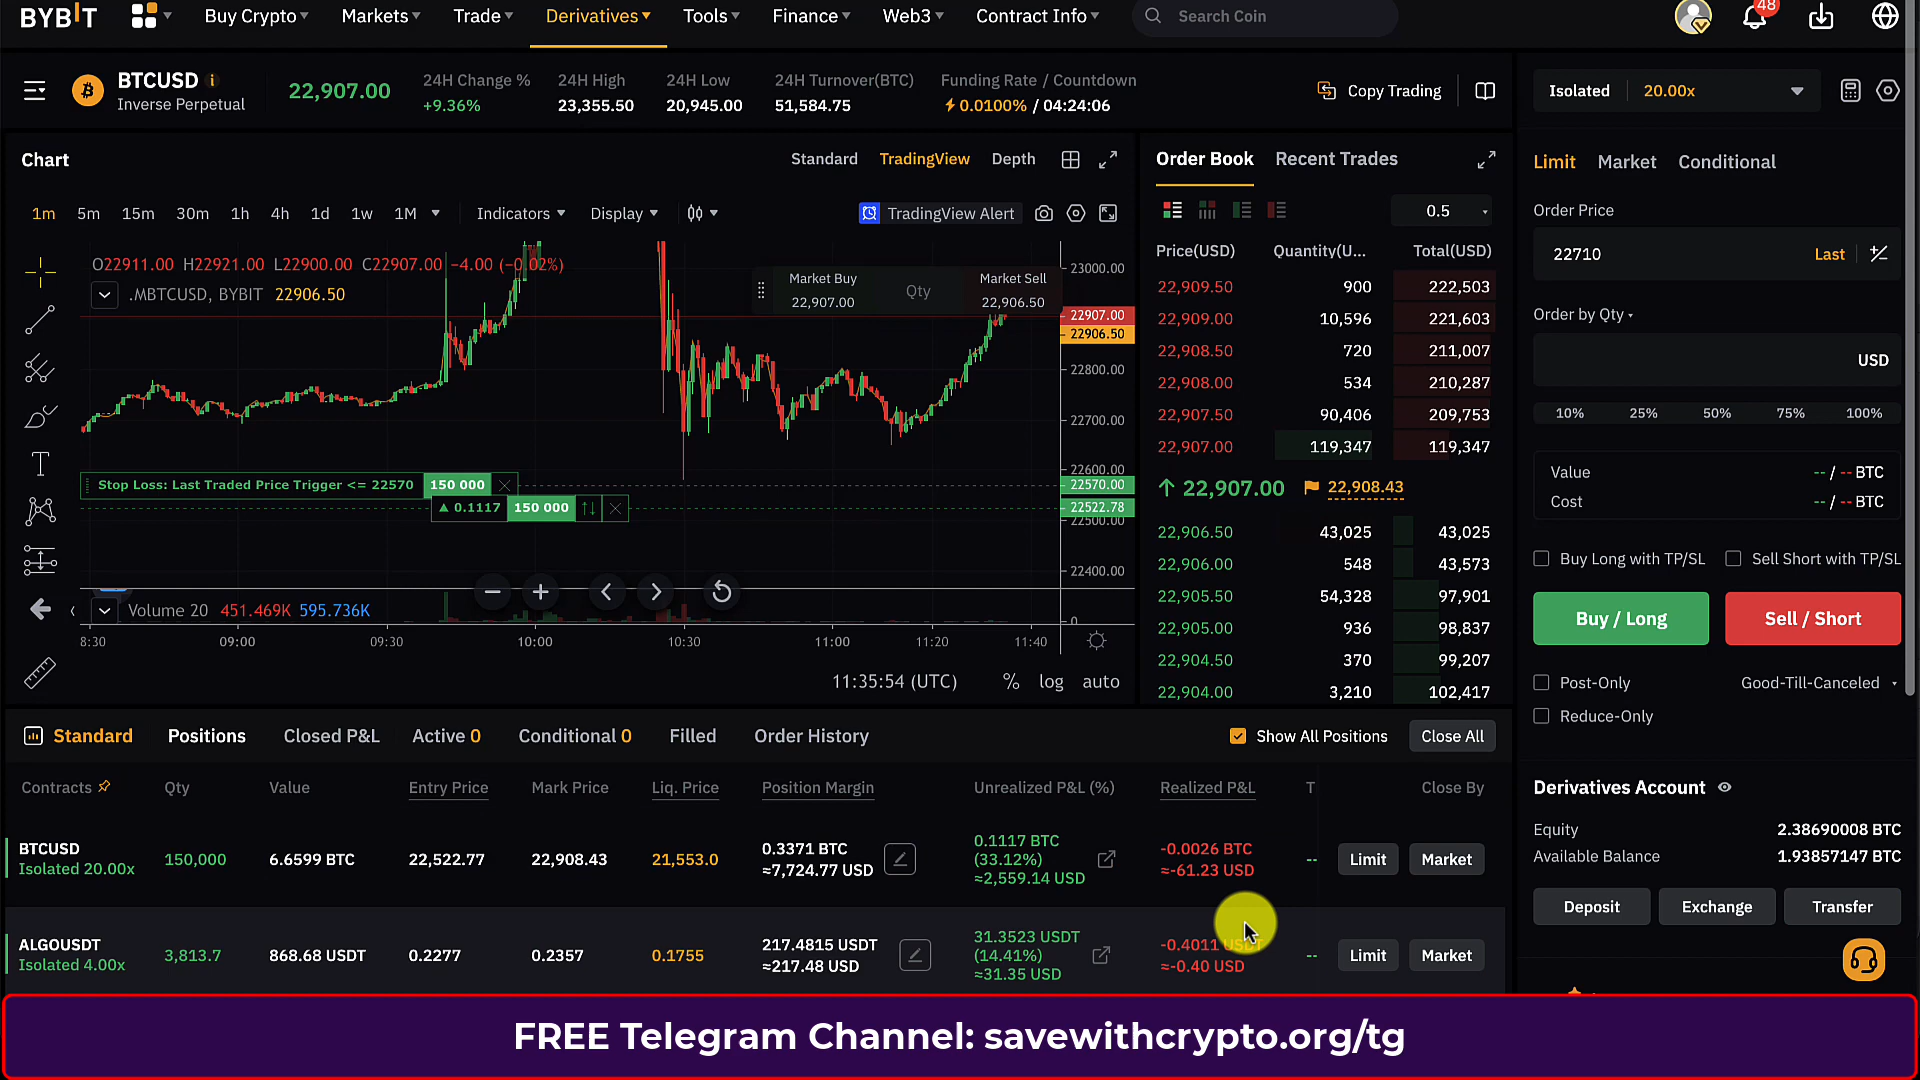 BYBIT
Buy Crypto
Markets
Trade
Derivatives
Tools
Finance
Web3
Contract Info
Search Coin
48
BTCUSD
Inverse Perpetual
22,907.00
24H Change %
+9.36%
24H High
23,355.50
24H Low
20,945.00
24H Turnover(BTC)
51,584.75
Funding Rate / Countdown
0.0100% / 04:24:06
Copy Trading
Isolated
20.00x
Chart
Standard
TradingView
Depth
1m 5m 15m 30m 1h 4h 1d 1w 1M
Indicators
Display
TradingView Alert
O22911.00 H22921.00 L22900.00 C22907.00 −4.00 (−0.02%)
.MBTCUSD, BYBIT 22906.50
Market Buy
22,907.00
Qty
Market Sell
22,906.50
23000.00
22907.00
22906.50
22800.00
22700.00
22600.00
22570.00
22522.78
22500.00
22400.00
0
Stop Loss: Last Traded Price Trigger <= 22570
150 000
0.1117
150 000
Volume 20 451.469K 595.736K
8:30 09:00 09:30 10:00 10:30 11:00 11:20 11:40
11:35:54 (UTC)
% log auto
Order Book
Recent Trades
0.5
Price(USD) Quantity(U... Total(USD)
22,909.50 900 222,503
22,909.00 10,596 221,603
22,908.50 720 211,007
22,908.00 534 210,287
22,907.50 90,406 209,753
22,907.00 119,347 119,347
22,907.00 22,908.43
22,906.50 43,025 43,025
22,906.00 548 43,573
22,905.50 54,328 97,901
22,905.00 936 98,837
22,904.50 370 99,207
22,904.00 3,210 102,417
Limit Market Conditional
Order Price
22710
Last
Order by Qty
USD
10% 25% 50% 75% 100%
Value -- / -- BTC
Cost -- / -- BTC
Buy Long with TP/SL
Sell Short with TP/SL
Buy / Long
Sell / Short
Post-Only
Good-Till-Canceled
Reduce-Only
Derivatives Account
Equity 2.38690008 BTC
Available Balance 1.93857147 BTC
Deposit
Exchange
Transfer
Standard
Positions
Closed P&L
Active 0
Conditional 0
Filled
Order History
Show All Positions
Close All
Contracts Qty Value Entry Price Mark Price Liq. Price Position Margin Unrealized P&L (%) Realized P&L T Close By
BTCUSD
Isolated 20.00x
150,000
6.6599 BTC
22,522.77
22,908.43
21,553.0
0.3371 BTC
≈7,724.77 USD
0.1117 BTC
(33.12%)
≈2,559.14 USD
-0.0026 BTC
≈-61.23 USD
--
Limit
Market
ALGOUSDT
Isolated 4.00x
3,813.7
868.68 USDT
0.2277
0.2357
0.1755
217.4815 USDT
≈217.48 USD
31.3523 USDT
(14.41%)
≈31.35 USD
-0.4011 USDT
≈-0.40 USD
--
Limit
Market
FREE Telegram Channel: savewithcrypto.org/tg